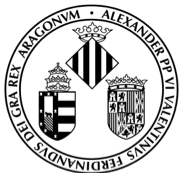 ALEXANDER PP VI VALENTINVS FERDINANDVS DEI GRA REX ARAGONVM